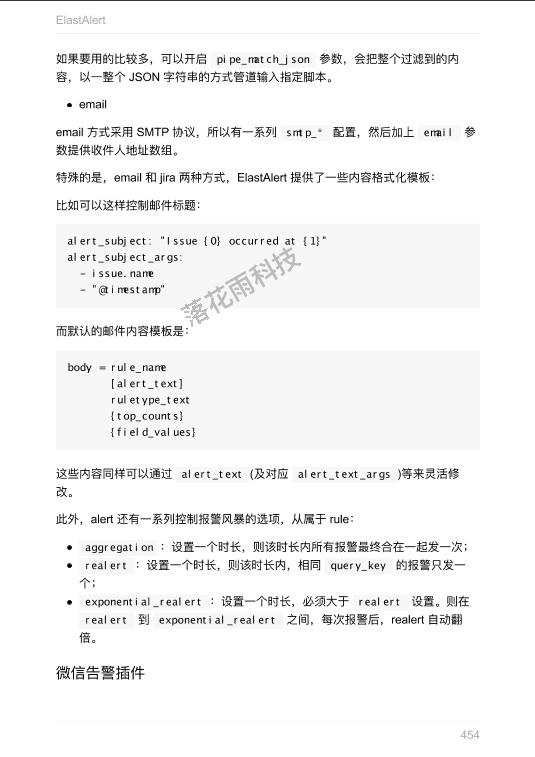 ElastAlert
如果要用的比较多，可以开启 pipe_match_json 参数，会把整个过滤到的内
容，以一整个 JSON 字符串的方式管道输入指定脚本。
• email
email 方式采用 SMTP 协议，所以有一系列 smtp_* 配置，然后加上 email 参
数提供收件人地址数组。
特殊的是，email 和 jira 两种方式，ElastAlert 提供了一些内容格式化模板：
比如可以这样控制邮件标题：
alert_subject: "Issue {0} occurred at {1}"
alert_subject_args:
- issue.name
- "@timestamp"
落花雨科技
而默认的邮件内容模板是：
body = rule_name
[alert_text]
ruletype_text
{top_counts}
{field_values}
这些内容同样可以通过 alert_text (及对应 alert_text_args )等来灵活修
改。
此外，alert 还有一系列控制报警风暴的选项，从属于 rule：
• aggregation ：设置一个时长，则该时长内所有报警最终合在一起发一次；
• realert ：设置一个时长，则该时长内，相同 query_key 的报警只发一
个；
• exponential_realert ：设置一个时长，必须大于 realert 设置。则在
realert 到 exponential_realert 之间，每次报警后，realert 自动翻
倍。
微信告警插件
454